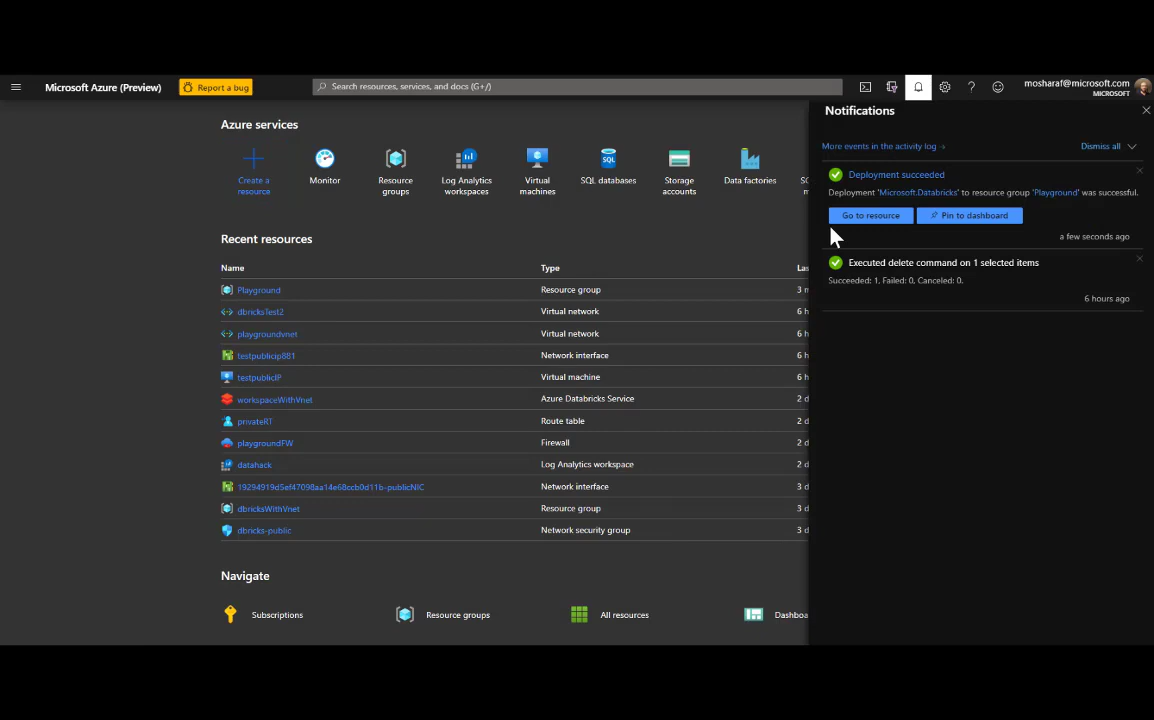 Microsoft Azure (Preview)
Report a bug
Search resources, services, and docs (G+/)
mosharaf@microsoft.com
MICROSOFT
Azure services
Create a resource
Monitor
Resource groups
Log Analytics workspaces
Virtual machines
SQL databases
Storage accounts
Data factories
Recent resources
Name Type
Playground Resource group
dbricksTest2 Virtual network
playgroundvnet Virtual network
testpublicip881 Network interface
testpublicIP Virtual machine
workspaceWithVnet Azure Databricks Service
privateRT Route table
playgroundFW Firewall
datahack Log Analytics workspace
Network interface
dbricksWithVnet Resource group
dbricks-public Network security group
Navigate
Subscriptions
Resource groups
All resources
Notifications
More events in the activity log →
Dismiss all
Deployment succeeded
Deployment 'Microsoft.Databricks' to resource group 'Playground' was successful.
Go to resource
Pin to dashboard
a few seconds ago
Executed delete command on 1 selected items
Succeeded: 1, Failed: 0, Canceled: 0.
6 hours ago